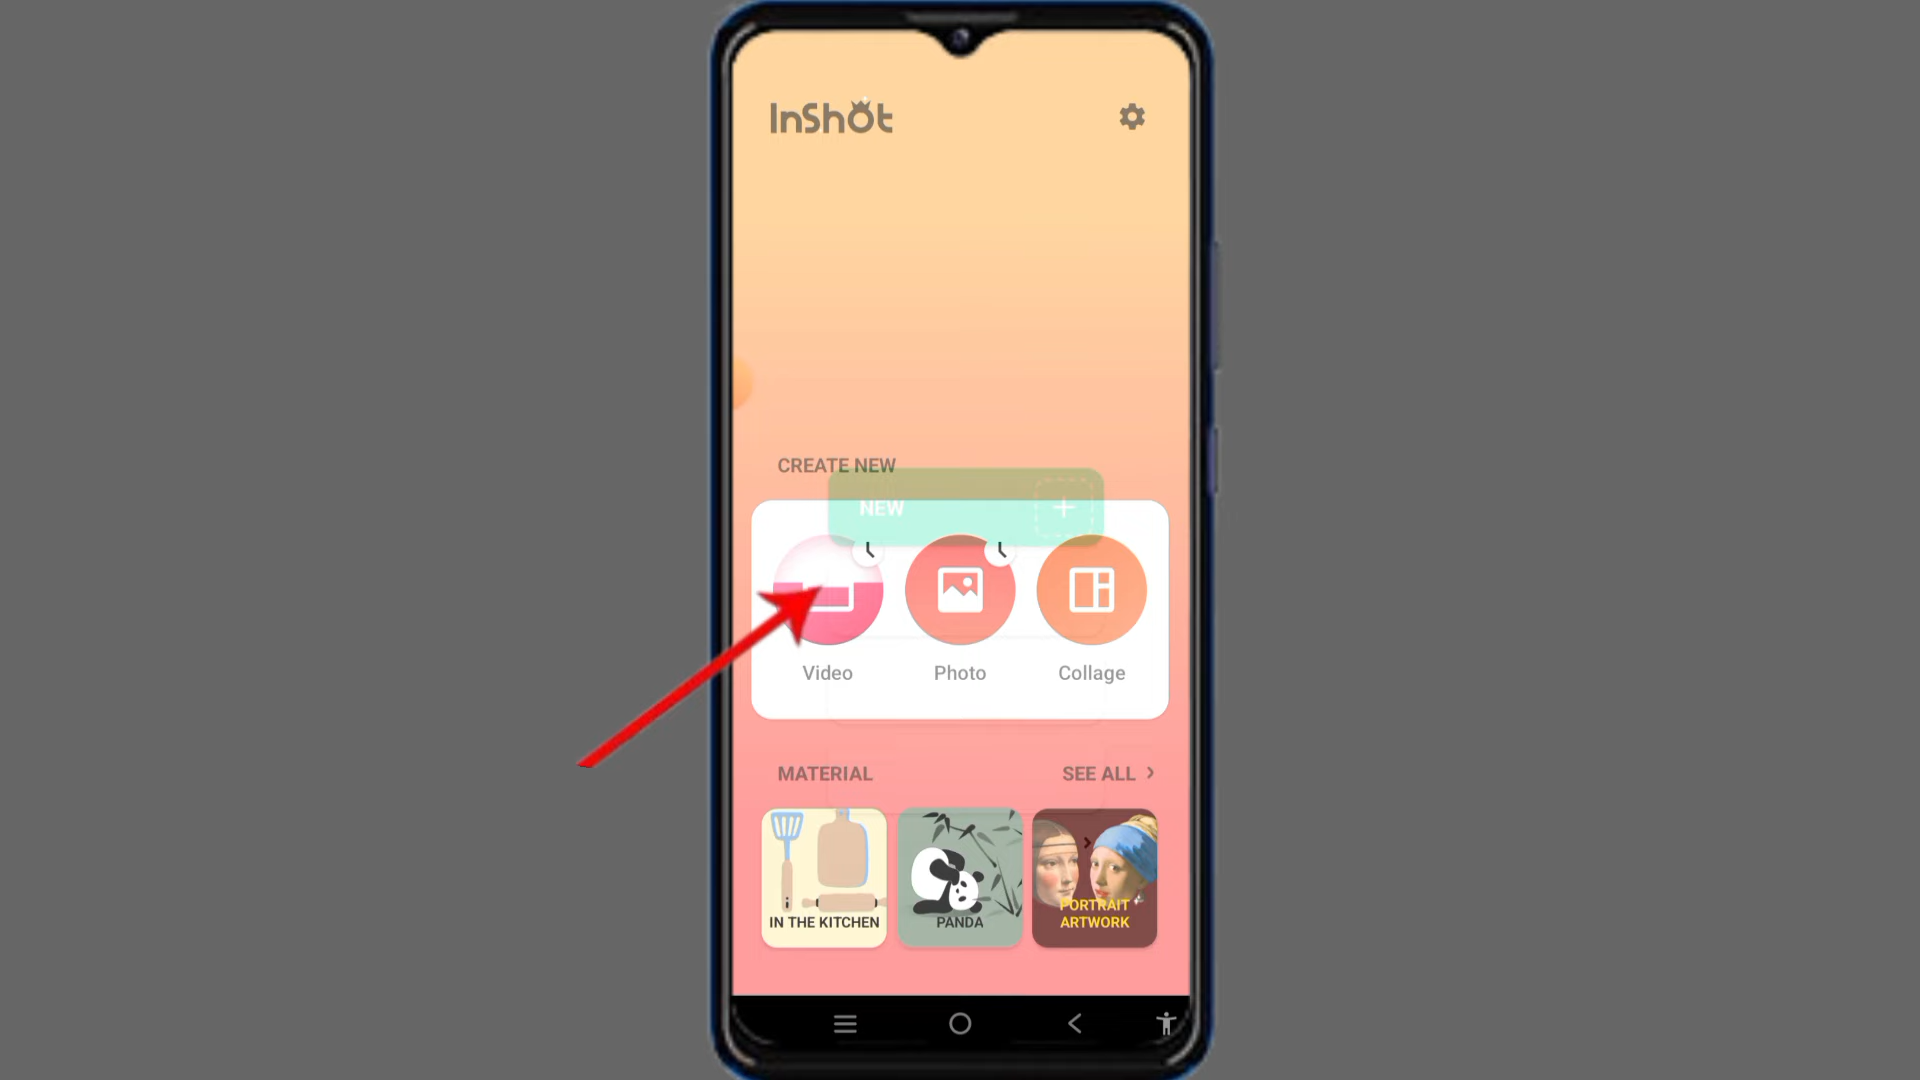 InShot
CREATE NEW
NEW
Video Photo Collage
MATERIAL SEE ALL
IN THE KITCHEN
PANDA
PORTRAIT
ARTWORK